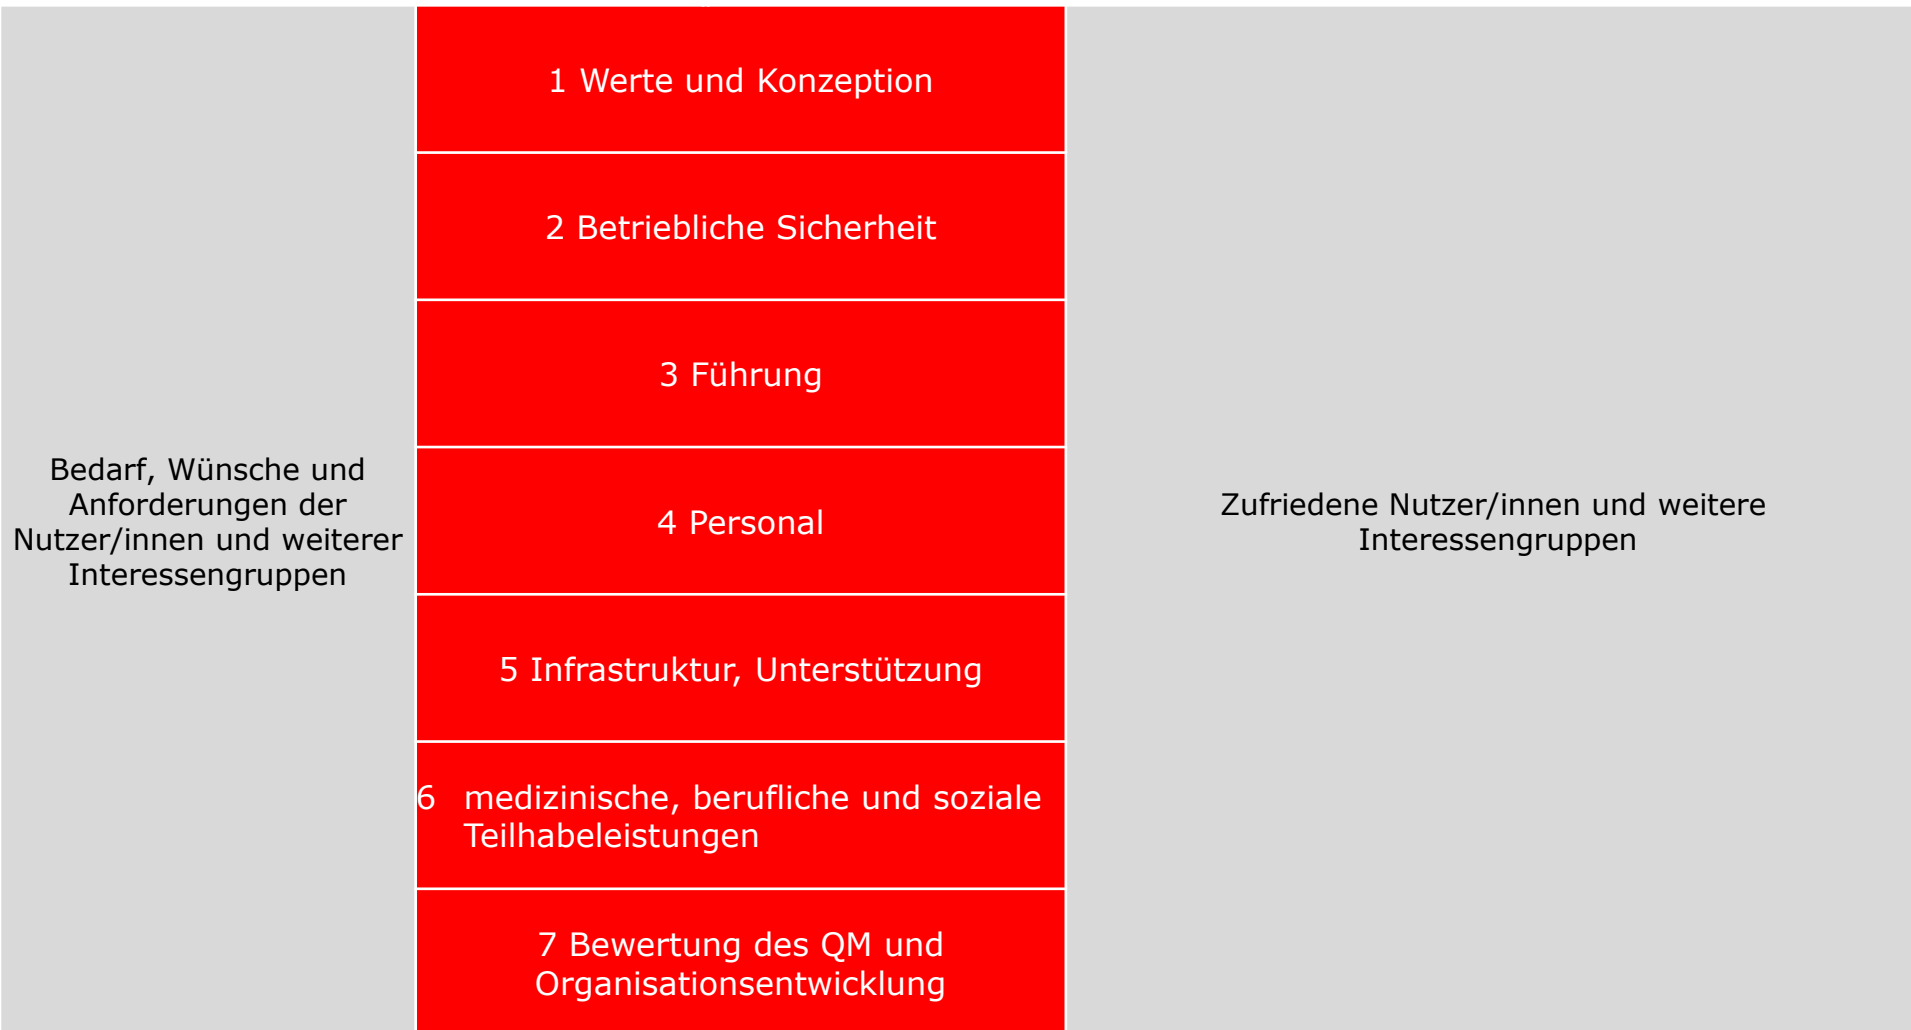 Bedarf, Wünsche und
Anforderungen der
Nutzer/innen und weiterer
Interessengruppen
1 Werte und Konzeption
2 Betriebliche Sicherheit
3 Führung
4 Personal
5 Infrastruktur, Unterstützung
6 medizinische, berufliche und soziale
Teilhabeleistungen
7 Bewertung des QM und
Organisationsentwicklung
Zufriedene Nutzer/innen und weitere
Interessengruppen